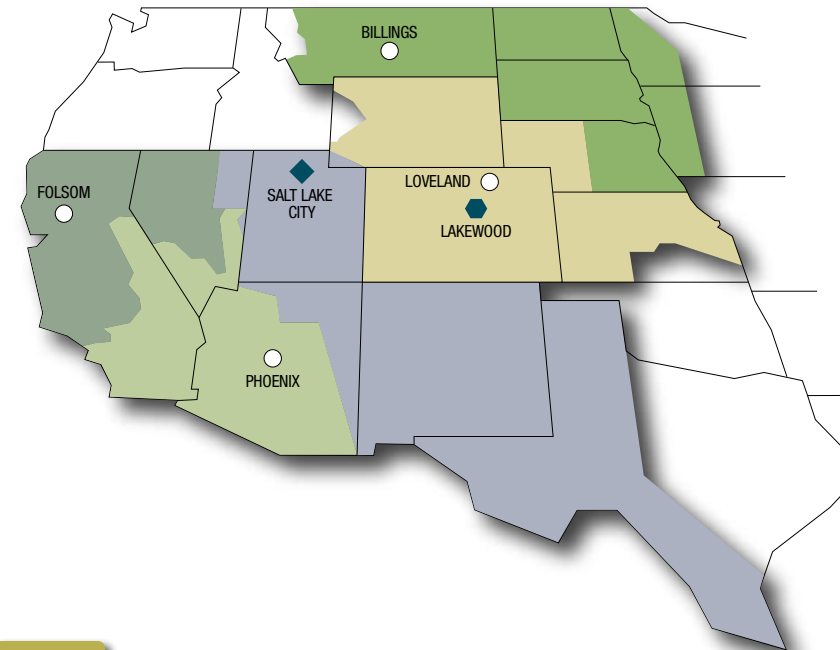 BILLINGS
FOLSOM
SALT LAKE
CITY
LOVELAND
LAKEWOOD
PHOENIX